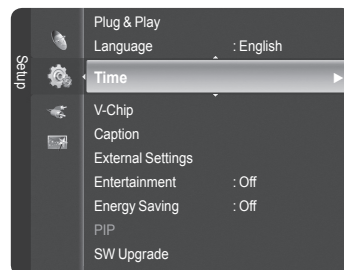 Setup
Plug & Play
Language : English
Time
V-Chip
Caption
External Settings
Entertainment : Off
Energy Saving : Off
PIP
SW Upgrade